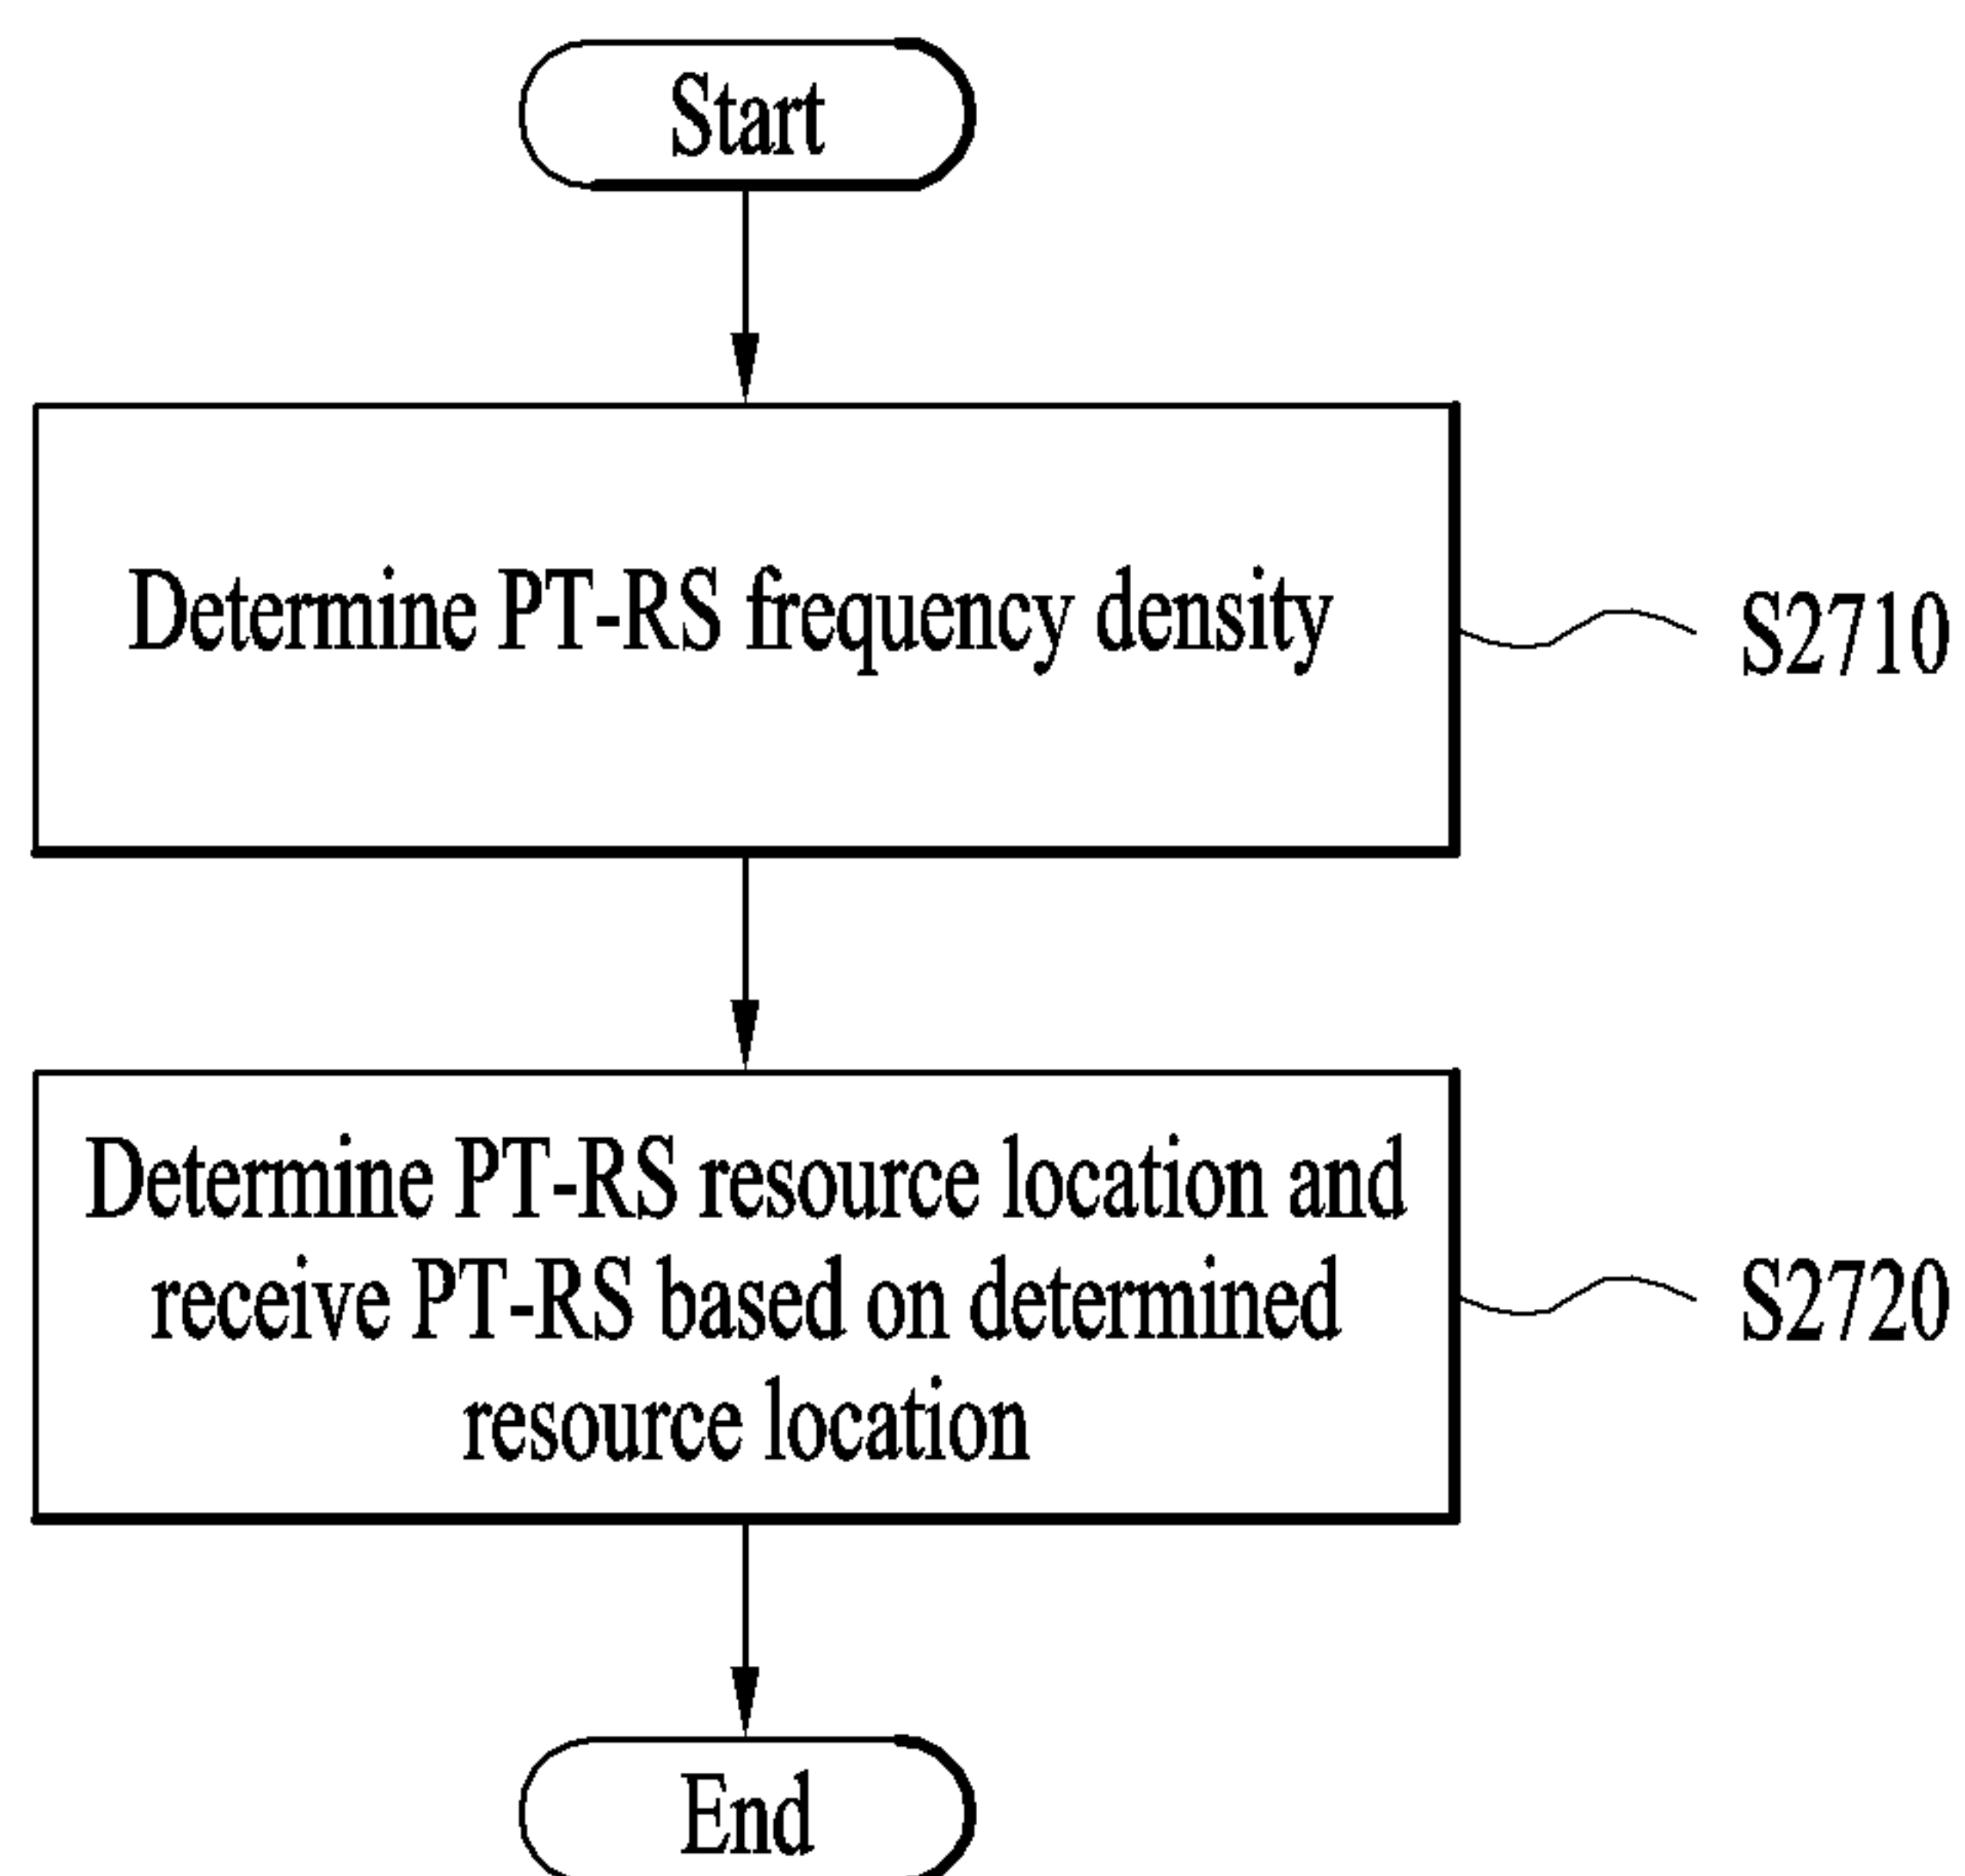 Start
Determine PT-RS frequency density
S2710
Determine PT-RS resource location and
receive PT-RS based on determined
resource location
S2720
End